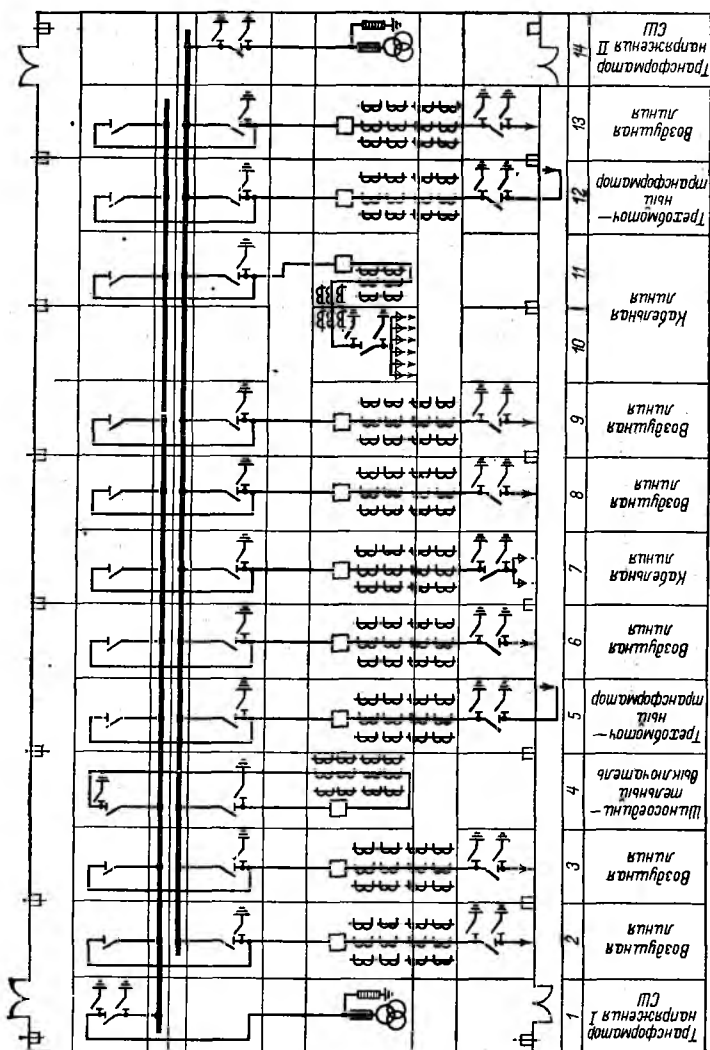 1
Трансформатор
напряжения I
СШ
2
Воздушная
линия
3
Воздушная
линия
4
Шиносоедини–
тельный
выключатель
5
Трехобмоточ–
ный
трансформатор
6
Воздушная
линия
7
Кабельная
линия
8
Воздушная
линия
9
Воздушная
линия
10
11
Кабельная
линия
12
Трехобмоточ–
ный
трансформатор
13
Воздушная
линия
14
Трансформатор
напряжения II
СШ